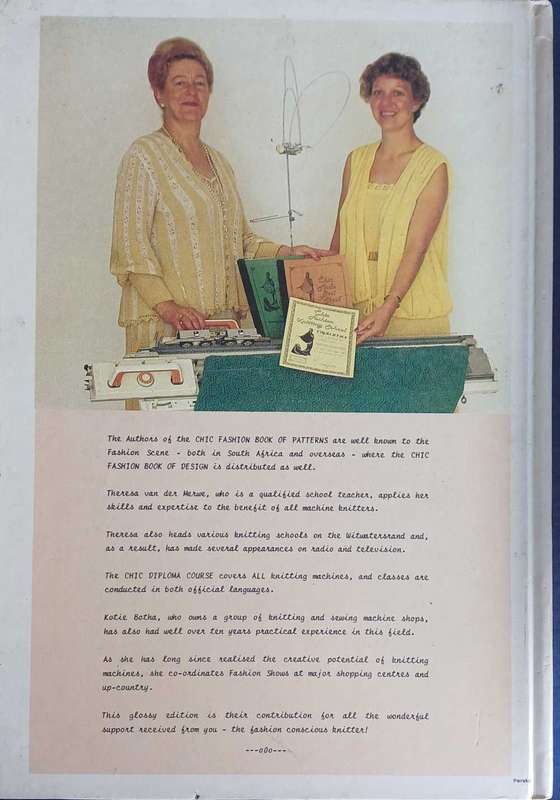 Chic
Fashion
Knitting School
The Authors of the CHIC FASHION BOOK OF PATTERNS are well known to the
Fashion Scene - both in South Africa and overseas - where the CHIC
FASHION BOOK OF DESIGN is distributed as well.
Theresa van der Merwe, who is a qualified school teacher, applies her
skills and expertise to the benefit of all machine knitters.
Theresa also heads various knitting schools on the Witwatersrand and,
as a result, has made several appearances on radio and television.
The CHIC DIPLOMA COURSE covers ALL knitting machines, and classes are
conducted in both official languages.
Kotie Botha, who owns a group of knitting and sewing machine shops,
has also had well over ten years practical experience in this field.
As she has long since realised the creative potential of knitting
machines, she co-ordinates Fashion Shows at major shopping centres and
up-country.
This glossy edition is their contribution for all the wonderful
support received from you - the fashion conscious knitter!
---oOo---